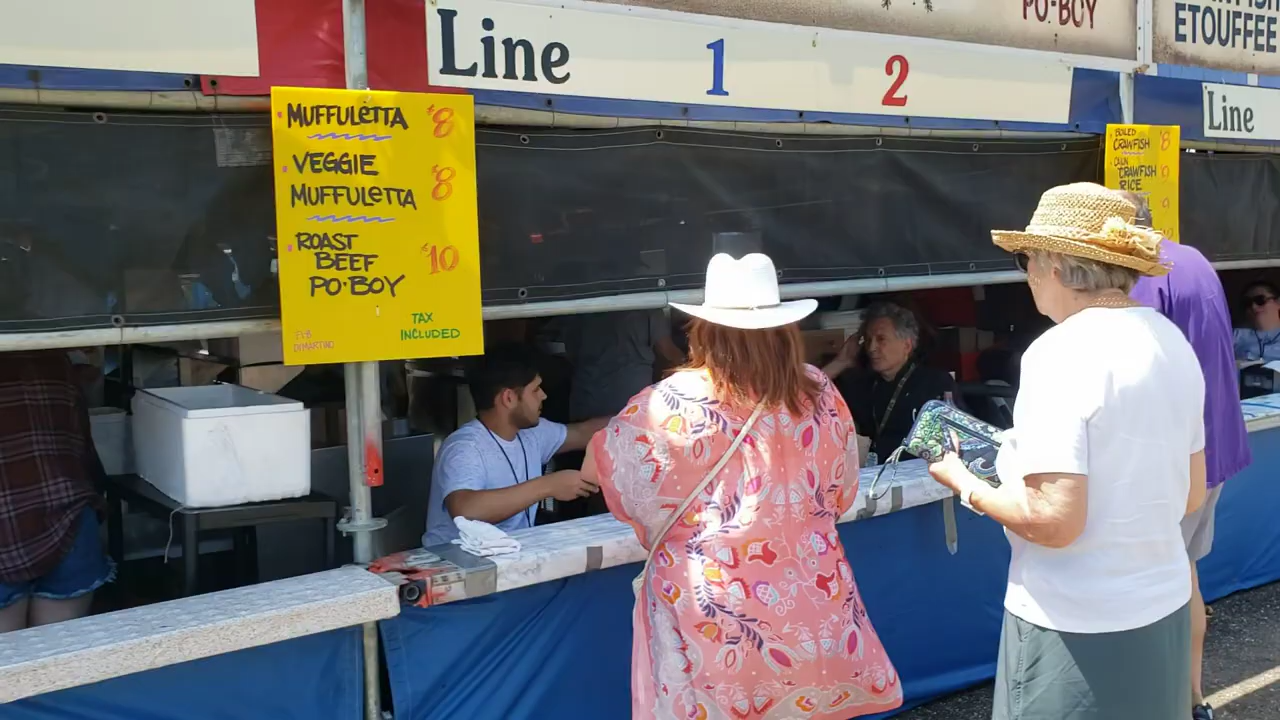 PO-BOY
ETOUFFEE
Line 1 2
Line
MUFFULETTA $8
VEGGIE
MUFFULETTA $8
ROAST
BEEF
PO•BOY $10
TAX
INCLUDED
BOILED
CRAWFISH $8
CRAWFISH
RICE